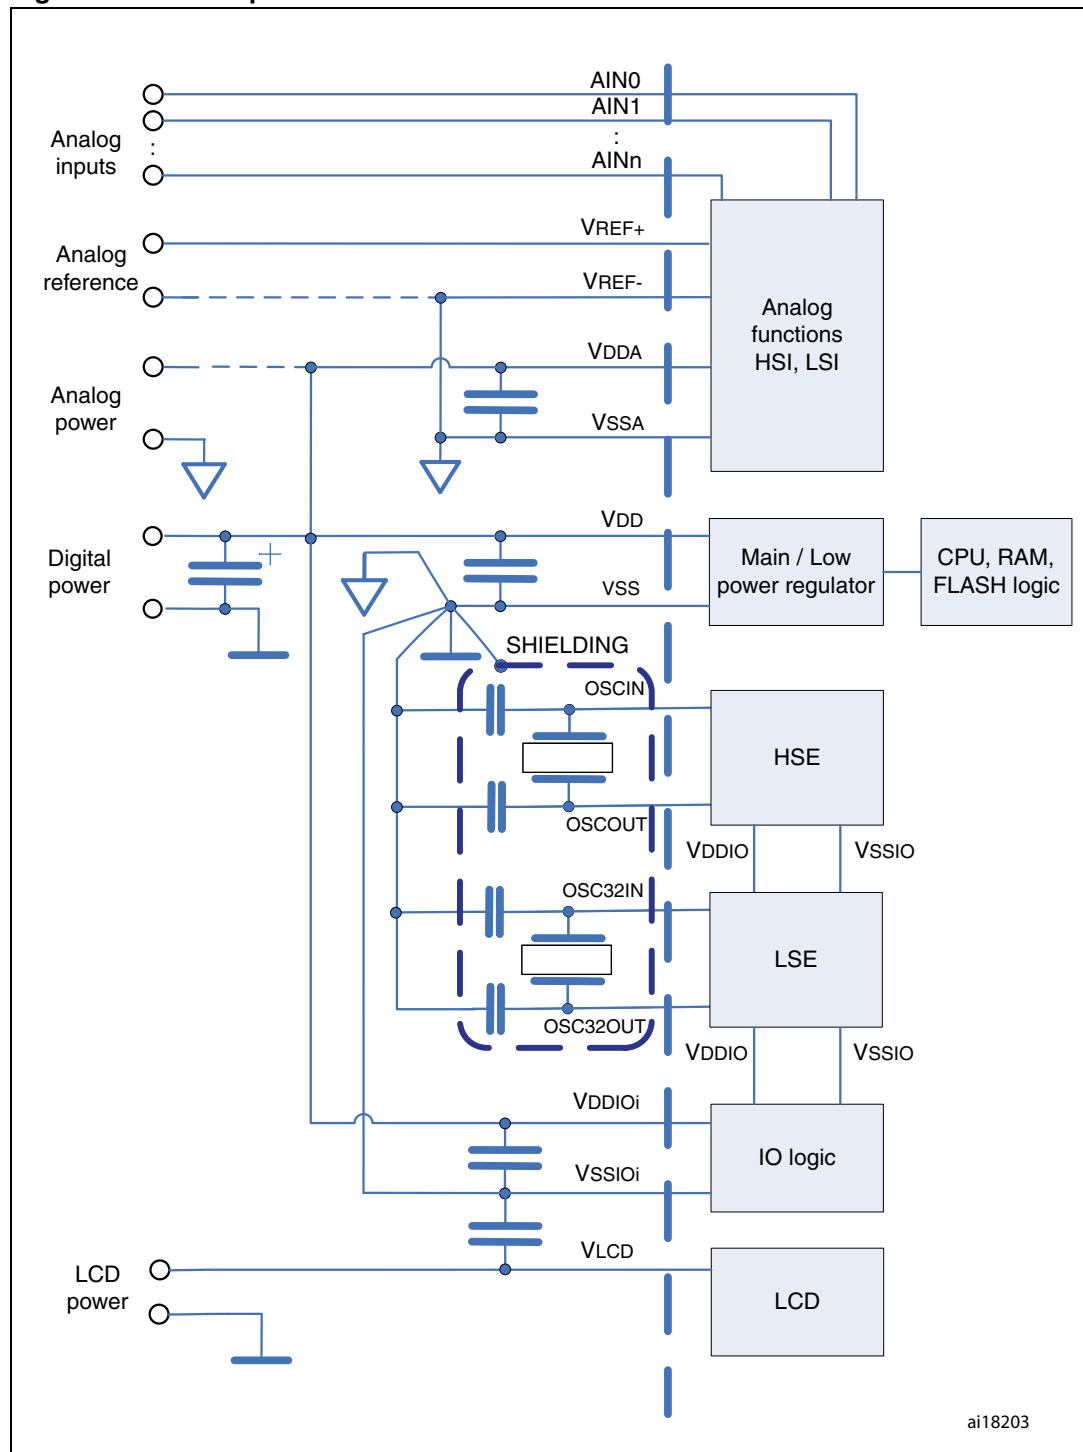 AIN0
AIN1
:
AINn
Analog
:
inputs
VREF+
Analog
reference
VREF-
Analog
functions
HSI, LSI
VDDA
Analog
power
VSSA
VDD
Digital
power
Main / Low
power regulator
CPU, RAM,
FLASH logic
+
VSS
SHIELDING
OSCIN
HSE
OSCOUT
VDDIO
VSSIO
OSC32IN
LSE
OSC32OUT
VDDIO
VSSIO
VDDIOi
IO logic
VSSIOi
VLCD
LCD
power
LCD
ai18203